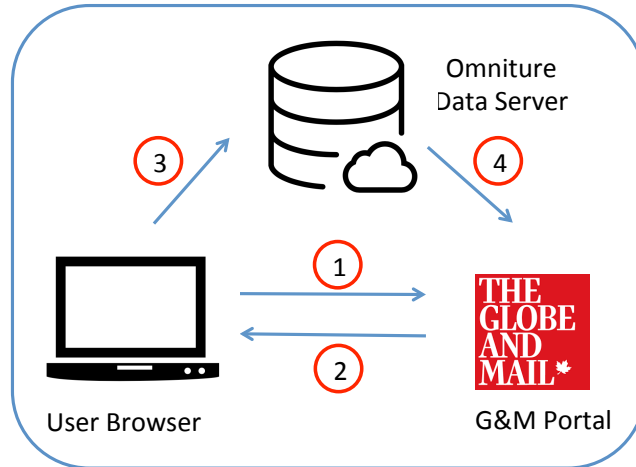 Omniture
Data Server
3
4
1
THE
GLOBE
AND
MAIL
2
User Browser
G&M Portal